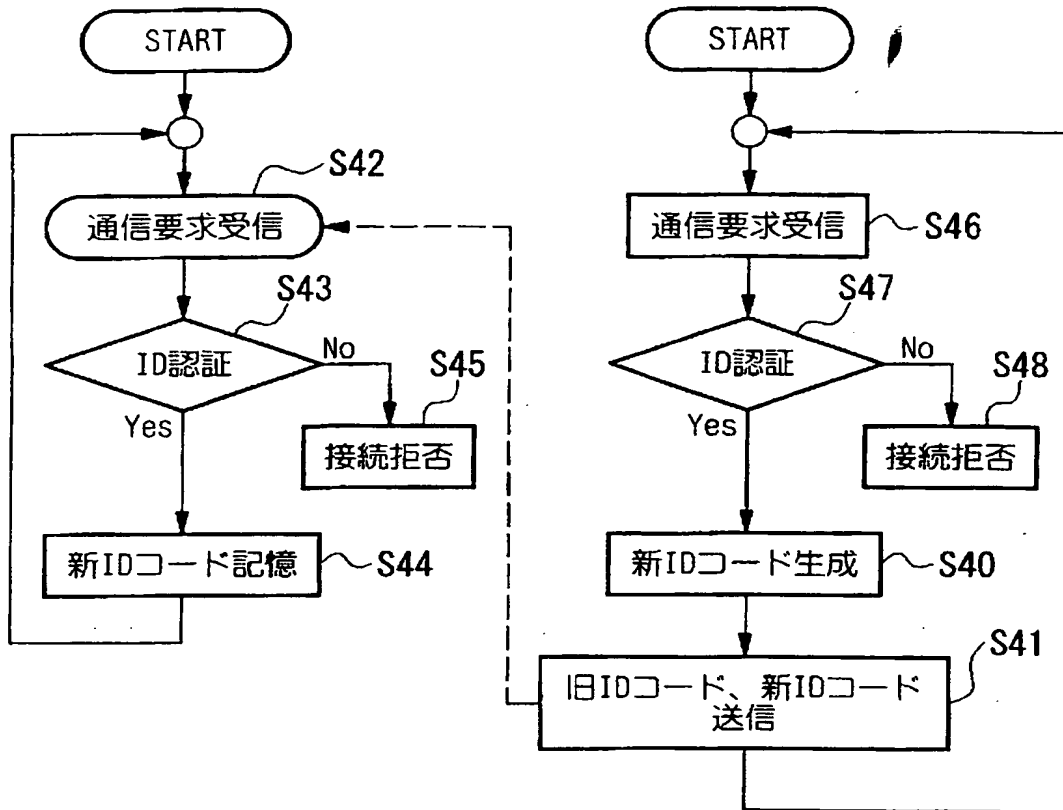 START
S42
通信要求受信
S43
ID認証
No
Yes
S45
接続拒否
新IDコード記憶
S44
START
通信要求受信
S46
S47
ID認証
No
Yes
S48
接続拒否
新IDコード生成
S40
S41
旧IDコード、新IDコード
送信